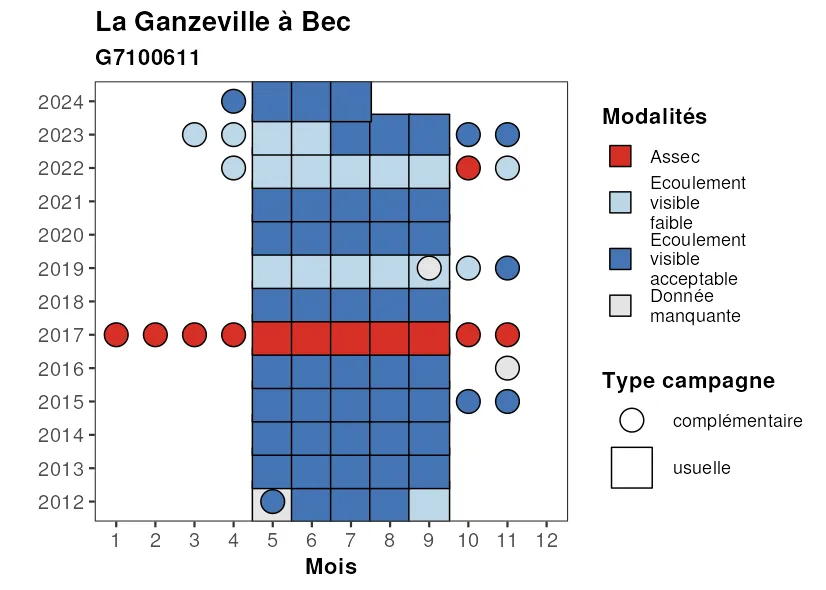 La Ganzeville à Bec
G7100611
2024
2023
2022
2021
2020
2019
2018
2017
2016
2015
2014
2013
2012
1 2 3 4 5 6 7 8 9 10 11 12
Mois
Modalités
Assec
Ecoulement
visible
faible
Ecoulement
visible
acceptable
Donnée
manquante
Type campagne
complémentaire
usuelle